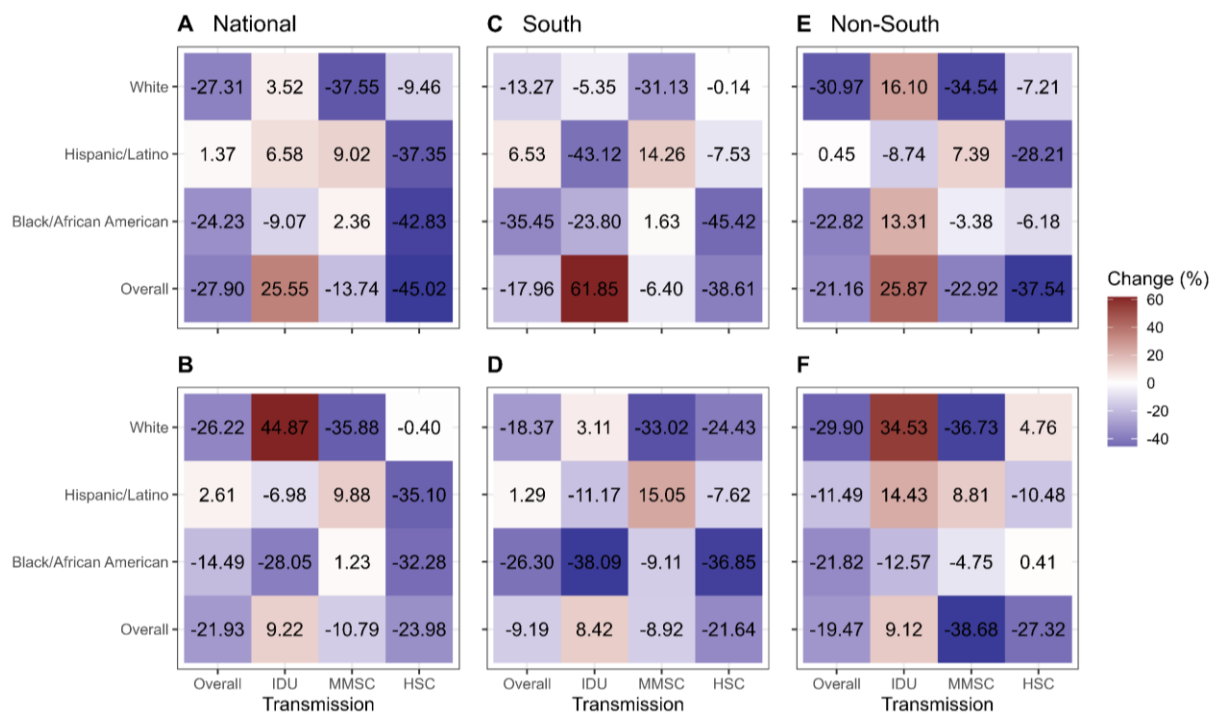 A National
C South
E Non-South
White
-27.31 3.52 -37.55 -9.46
-13.27 -5.35 -31.13 -0.14
-30.97 16.10 -34.54 -7.21
Hispanic/Latino
1.37 6.58 9.02 -37.35
6.53 -43.12 14.26 -7.53
0.45 -8.74 7.39 -28.21
Black/African American
-24.23 -9.07 2.36 -42.83
-35.45 -23.80 1.63 -45.42
-22.82 13.31 -3.38 -6.18
Overall
-27.90 25.55 -13.74 -45.02
-17.96 61.85 -6.40 -38.61
-21.16 25.87 -22.92 -37.54
Change (%)
60
40
20
0
-20
-40
B
D
F
White
-26.22 44.87 -35.88 -0.40
-18.37 3.11 -33.02 -24.43
-29.90 34.53 -36.73 4.76
Hispanic/Latino
2.61 -6.98 9.88 -35.10
1.29 -11.17 15.05 -7.62
-11.49 14.43 8.81 -10.48
Black/African American
-14.49 -28.05 1.23 -32.28
-26.30 -38.09 -9.11 -36.85
-21.82 -12.57 -4.75 0.41
Overall
-21.93 9.22 -10.79 -23.98
-9.19 8.42 -8.92 -21.64
-19.47 9.12 -38.68 -27.32
Overall IDU MMSC HSC
Overall IDU MMSC HSC
Overall IDU MMSC HSC
Transmission
Transmission
Transmission